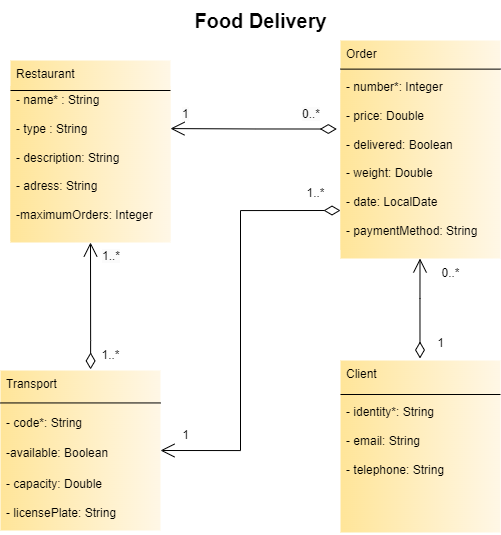 Food Delivery
Restaurant
- name* : String
- type : String
- description: String
- adress: String
-maximumOrders: Integer
1
0..*
Order
- number*: Integer
- price: Double
- delivered: Boolean
- weight: Double
- date: LocalDate
- paymentMethod: String
1..*
1..*
0..*
1..*
1
Transport
- code*: String
-available: Boolean
- capacity: Double
- licensePlate: String
1
Client
- identity*: String
- email: String
- telephone: String